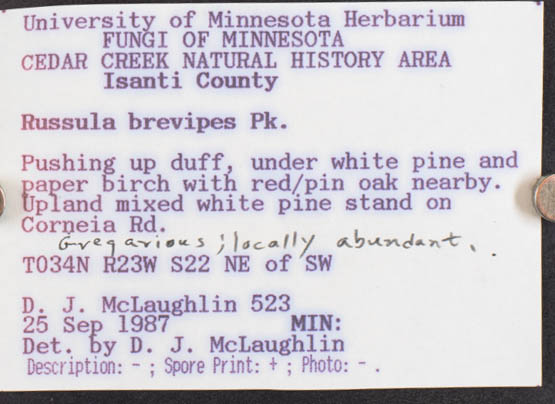 University of Minnesota Herbarium
FUNGI OF MINNESOTA
CEDAR CREEK NATURAL HISTORY AREA
Isanti County
Russula brevipes Pk.
Pushing up duff, under white pine and
paper birch with red/pin oak nearby.
Upland mixed white pine stand on
Corneia Rd.
Gregarious; locally abundant.
T034N R23W S22 NE of SW
D. J. McLaughlin 523
25 Sep 1987 MIN:
Det. by D. J. McLaughlin
Description: - ; Spore Print: + ; Photo: - .